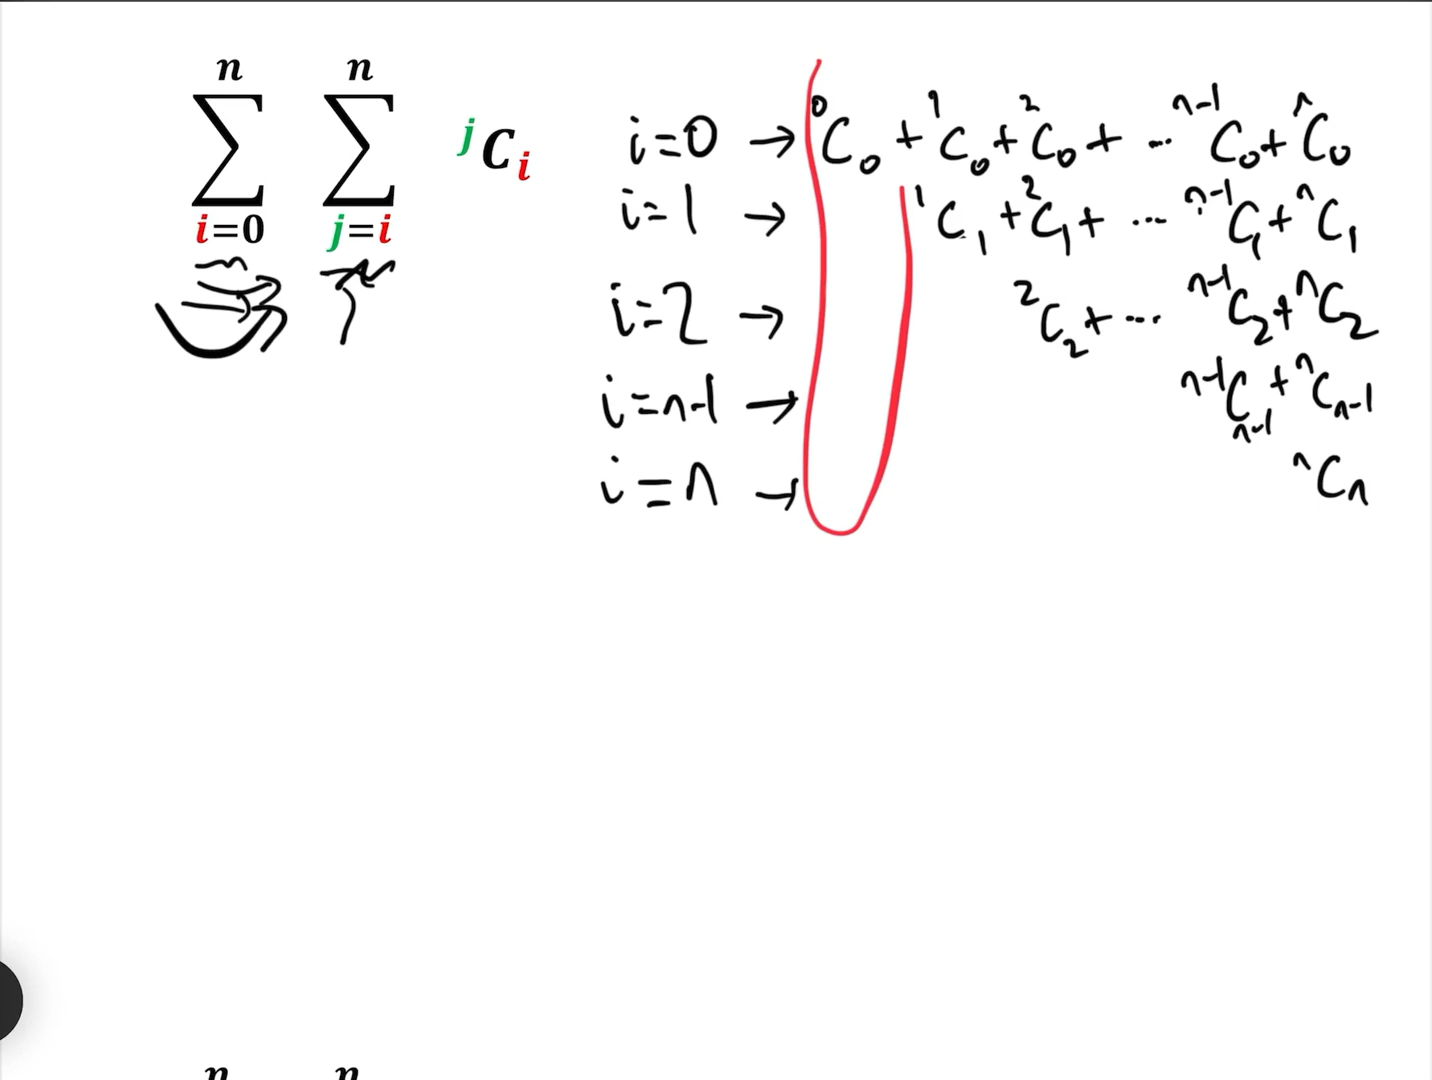 n n
∑ ∑ ʲCᵢ
i=0 j=i
i=0 → ⁰C₀ + ¹C₀ + ²C₀ + ... ⁿ⁻¹C₀ + ⁿC₀
i=1 → ¹C₁ + ²C₁ + ... ⁿ⁻¹C₁ + ⁿC₁
i=2 → ²C₂ + ... ⁿ⁻¹C₂ + ⁿC₂
i=n-1 → ⁿ⁻¹Cₙ₋₁ + ⁿCₙ₋₁
i=n → ⁿCₙ
n n